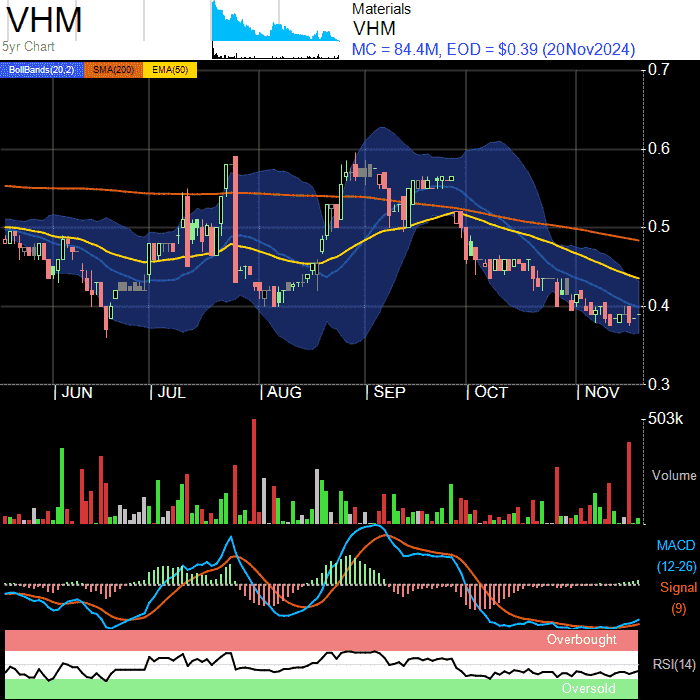 VHM
5yr Chart
Materials
VHM
MC = 84.4M, EOD = $0.39 (20Nov2024)
BollBands(20,2) SMA(200) EMA(50)
0.7
0.6
0.5
0.4
0.3
| JUN | JUL | AUG | SEP | OCT | NOV
503k
Volume
MACD
(12-26)
Signal
(9)
Overbought
RSI(14)
Oversold